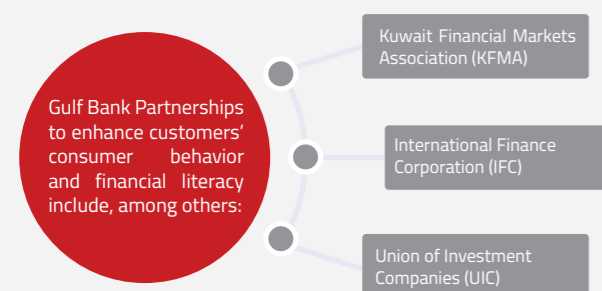 Gulf Bank Partnerships
to enhance customers'
consumer behavior
and financial literacy
include, among others:
Kuwait Financial Markets
Association (KFMA)
International Finance
Corporation (IFC)
Union of Investment
Companies (UIC)